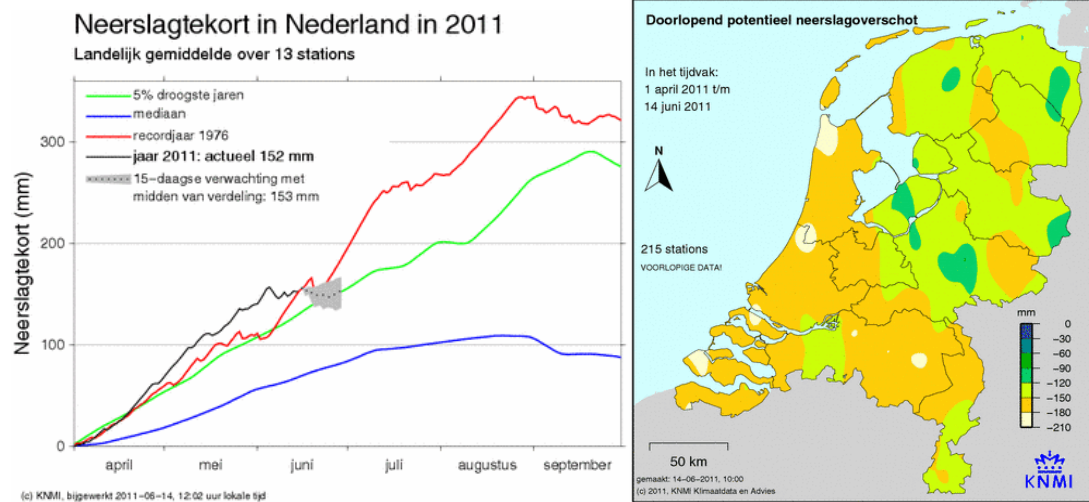 Neerslagtekort in Nederland in 2011
Landelijk gemiddelde over 13 stations
5% droogste jaren
mediaan
recordjaar 1976
jaar 2011: actueel 152 mm
15-daagse verwachting met
midden van verdeling: 153 mm
Neerslagtekort (mm)
300
200
100
0
april
mei
juni
juli
augustus
september
(c) KNMI, bijgewerkt 2011-06-14, 12:02 uur lokale tijd
Doorlopend potentieel neerslagoverschot
In het tijdvak:
1 april 2011 t/m
14 juni 2011
N
215 stations
VOORLOPIGE DATA!
mm
0
-30
-60
-90
-120
-150
-180
-210
50 km
gemaakt: 14-06-2011, 10:00
(c) 2011, KNMI Klimaatdata en Advies
KNMI